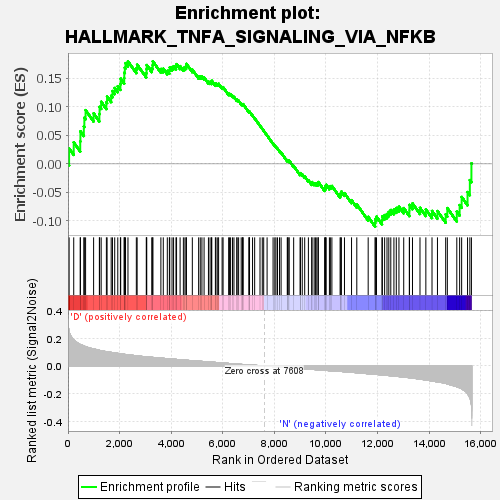 Enrichment plot:
HALLMARK_TNFA_SIGNALING_VIA_NFKB
Enrichment score (ES)
0.15
0.10
0.05
0.00
-0.05
-0.10
Ranked list metric (Signal2Noise)
0.4
0.2
0.0
-0.2
-0.4
'D' (positively correlated)
Zero cross at 7608
'N' (negatively correlated)
0
2,000
4,000
6,000
8,000
10,000
12,000
14,000
16,000
Rank in Ordered Dataset
Enrichment profile
Hits
Ranking metric scores